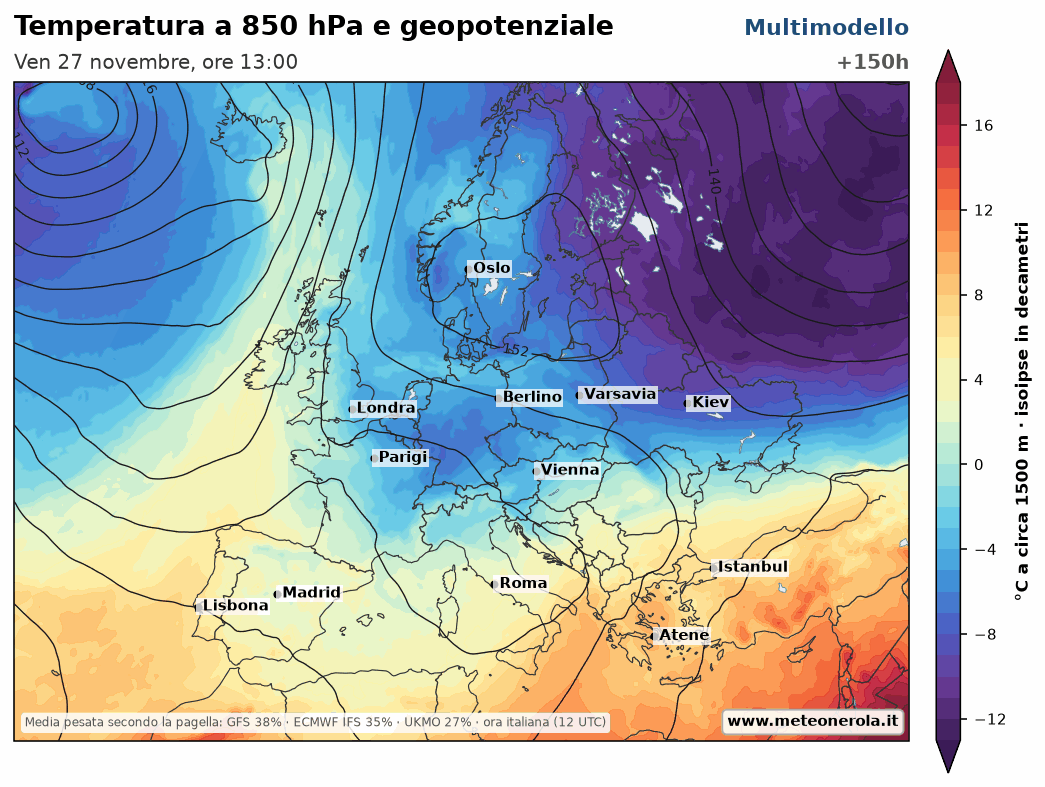 Temperatura a 850 hPa e geopotenziale
Multimodello
Ven 27 novembre, ore 13:00
+150h
112
140
152
Oslo
Londra
Berlino
Varsavia
Kiev
Parigi
Vienna
Istanbul
Roma
Madrid
Lisbona
Atene
16
12
8
4
0
−4
−8
−12
°C a circa 1500 m · isoipse in decametri
Media pesata secondo la pagella: GFS 38% · ECMWF IFS 35% · UKMO 27% · ora italiana (12 UTC)
www.meteonerola.it